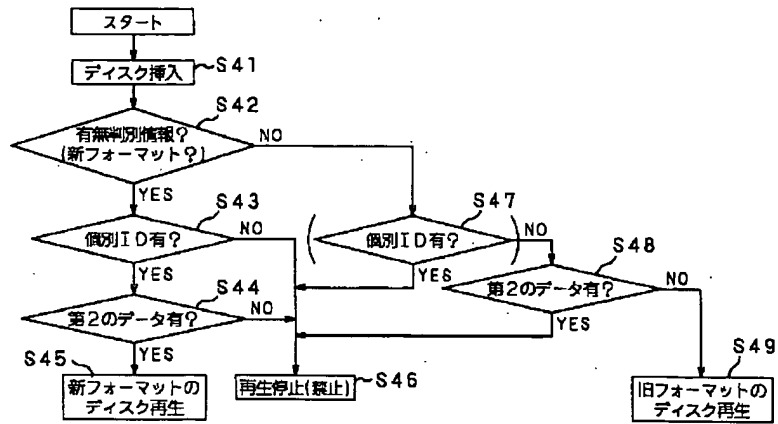 スタート
ディスク挿入
S41
有無判別情報?
(新フォーマット?)
S42
NO
YES
個別ID有?
S43
NO
YES
(個別ID有?)
S47
NO
YES
第2のデータ有?
S44
NO
YES
第2のデータ有?
S48
NO
YES
S45
新フォーマットの
ディスク再生
再生停止(禁止)
S46
S49
旧フォーマットの
ディスク再生